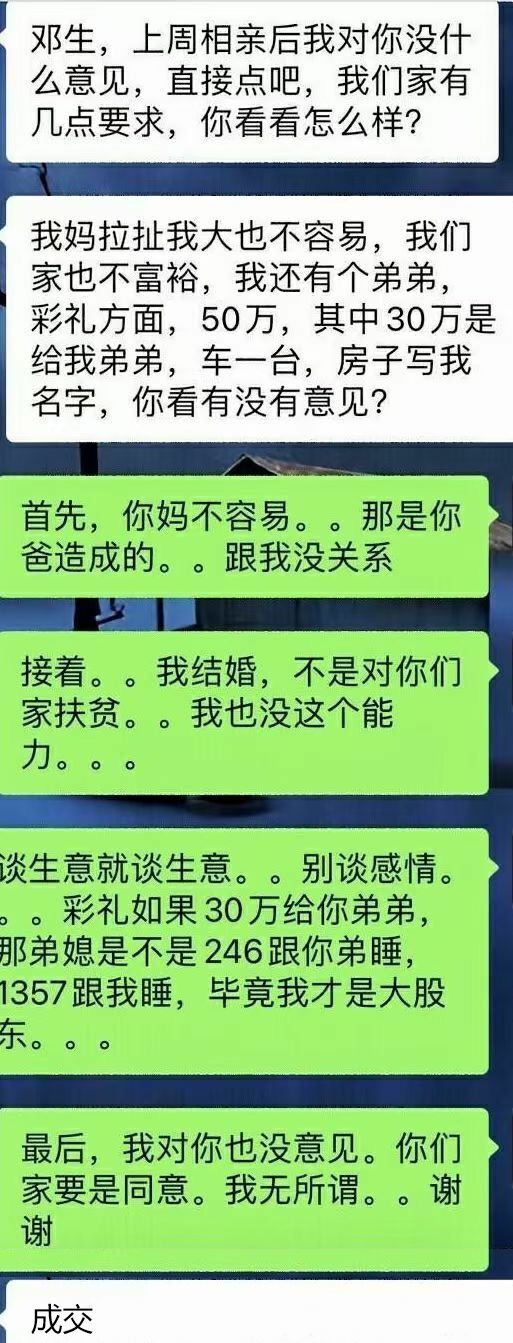 邓生，上周相亲后我对你没什
么意见，直接点吧，我们家有
几点要求，你看看怎么样？
我妈拉扯我大也不容易，我们
家也不富裕，我还有个弟弟，
彩礼方面，50万，其中30万是
给我弟弟，车一台，房子写我
名字，你看有没有意见？
首先，你妈不容易。。那是你
爸造成的。。跟我没关系
接着。。我结婚，不是对你们
家扶贫。。我也没这个能
力。。。
谈生意就谈生意。。别谈感情。
。。彩礼如果30万给你弟弟，
那弟媳是不是246跟你弟睡，
1357跟我睡，毕竟我才是大股
东。。。
最后，我对你也没意见。你们
家要是同意。我无所谓。。谢
谢
成交